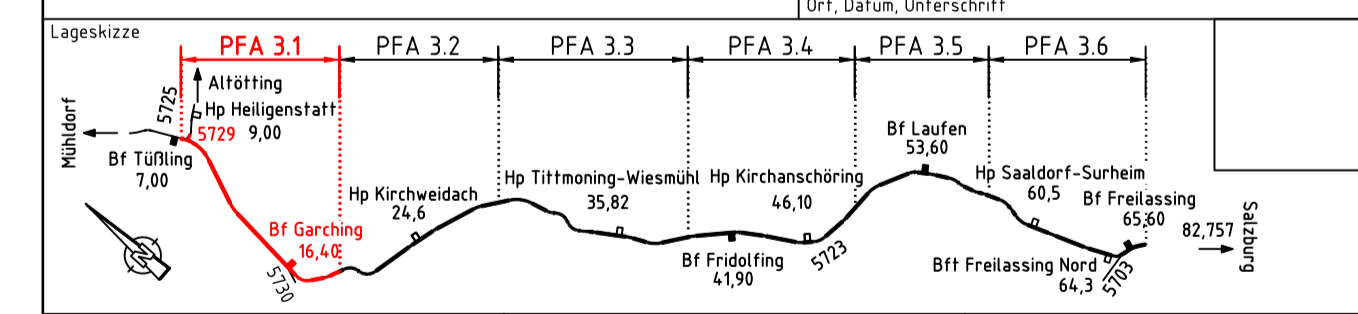 Ort, Datum, Unterschrift
Lageskizze
PFA 3.1
PFA 3.2
PFA 3.3
PFA 3.4
PFA 3.5
PFA 3.6
Mühldorf
5725
Altötting
Hp Heiligenstatt
5729 9,00
Bf Tüßling
7,00
Bf Garching
16,40
5730
Hp Kirchweidach
24,6
Hp Tittmoning-Wiesmühl
35,82
Hp Kirchanschöring
46,10
Bf Fridolfing
41,90
5723
Bf Laufen
53,60
Hp Saaldorf-Surheim
60,5
Bf Freilassing
65,60
Bft Freilassing Nord
64,3
5703
82,757
Salzburg